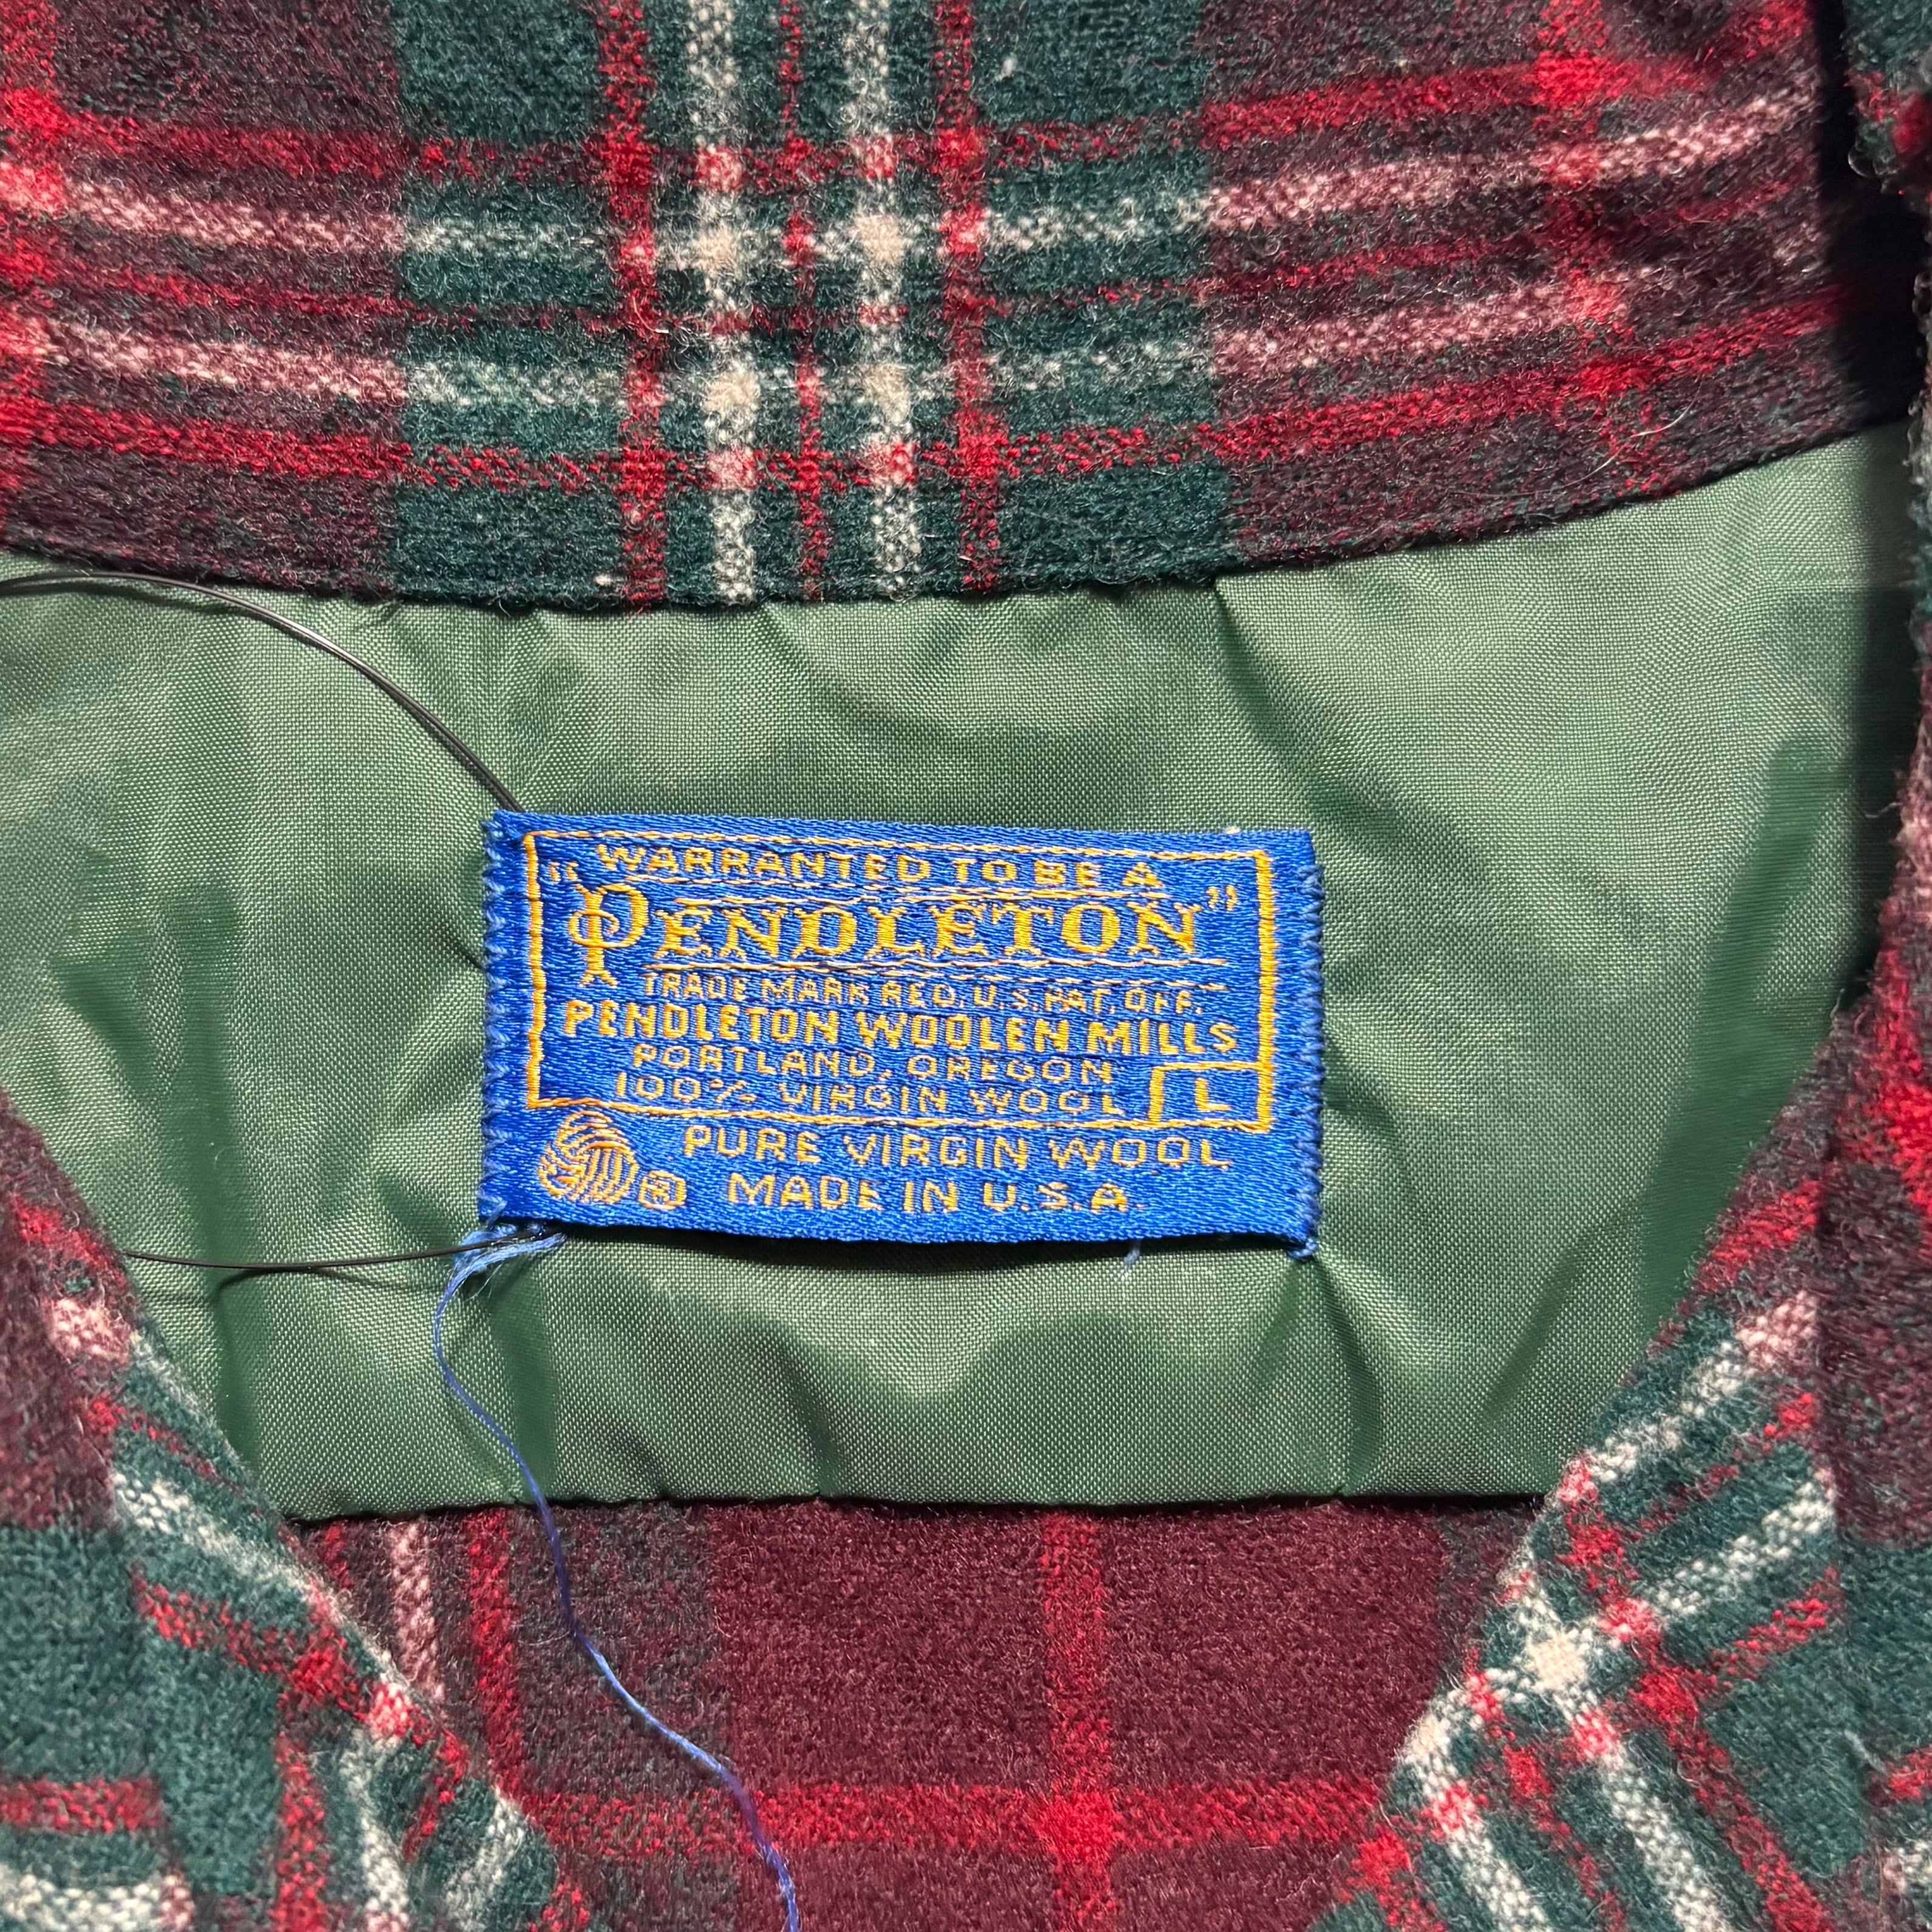 WARRANTED TO BE A
"PENDLETON"
TRADE MARK REG. U.S. PAT. OFF.
PENDLETON WOOLEN MILLS
PORTLAND, OREGON
100% VIRGIN WOOL L
PURE VIRGIN WOOL
® MADE IN U.S.A.